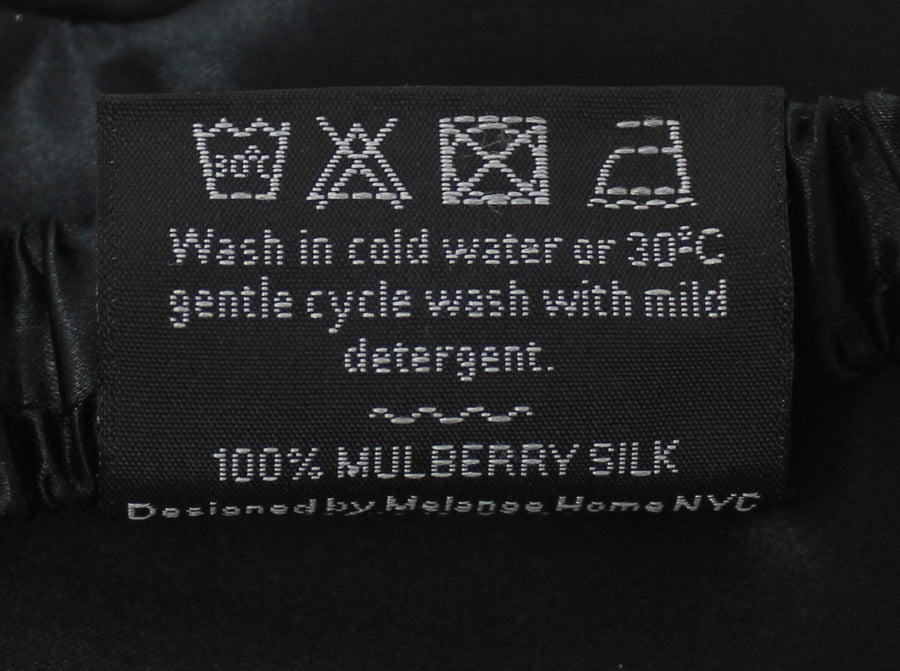 30°C
Wash in cold water or 30°C
gentle cycle wash with mild
detergent.
100% MULBERRY SILK
Designed by Melange Home NYC